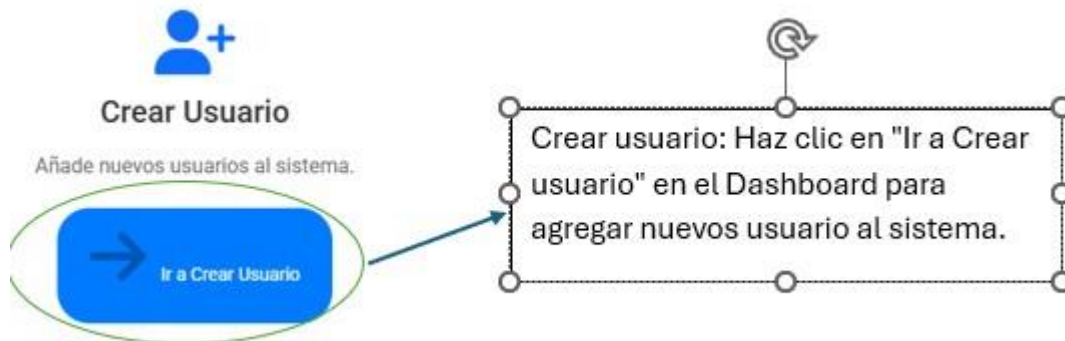 Crear Usuario
Añade nuevos usuarios al sistema.
Ir a Crear Usuario
Crear usuario: Haz clic en "Ir a Crear
usuario" en el Dashboard para
agregar nuevos usuario al sistema.